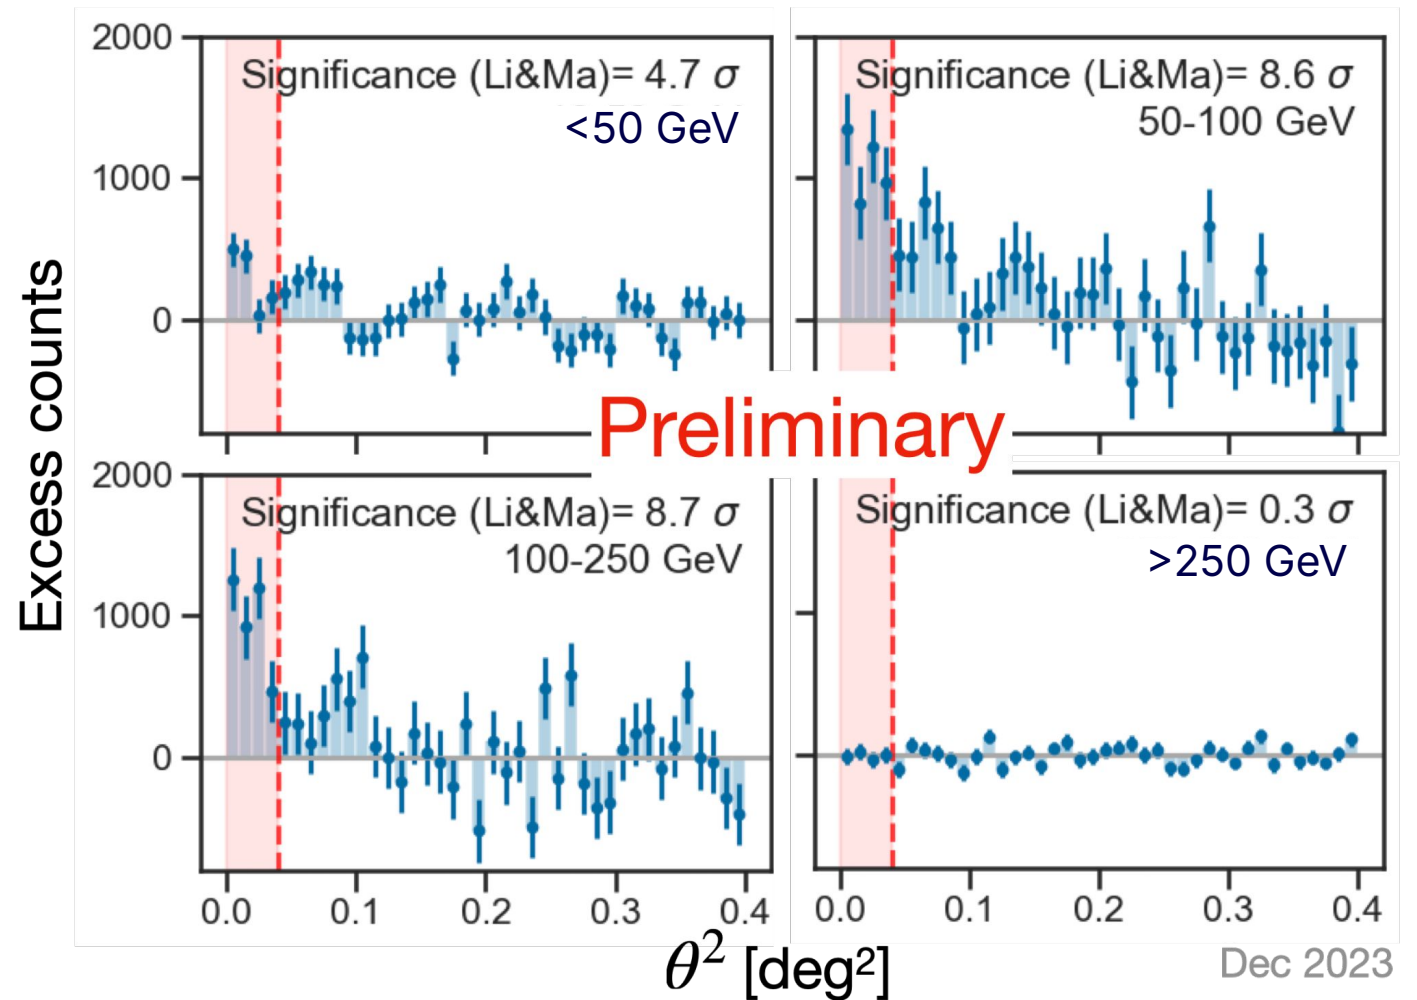 2000
1000
0
Significance (Li&Ma)= 4.7 σ
<50 GeV
Significance (Li&Ma)= 8.6 σ
50-100 GeV
Preliminary
Excess counts
2000
1000
0
Significance (Li&Ma)= 8.7 σ
100-250 GeV
Significance (Li&Ma)= 0.3 σ
>250 GeV
0.0 0.1 0.2 0.3 0.4
0.0 0.1 0.2 0.3 0.4
θ² [deg²]
Dec 2023